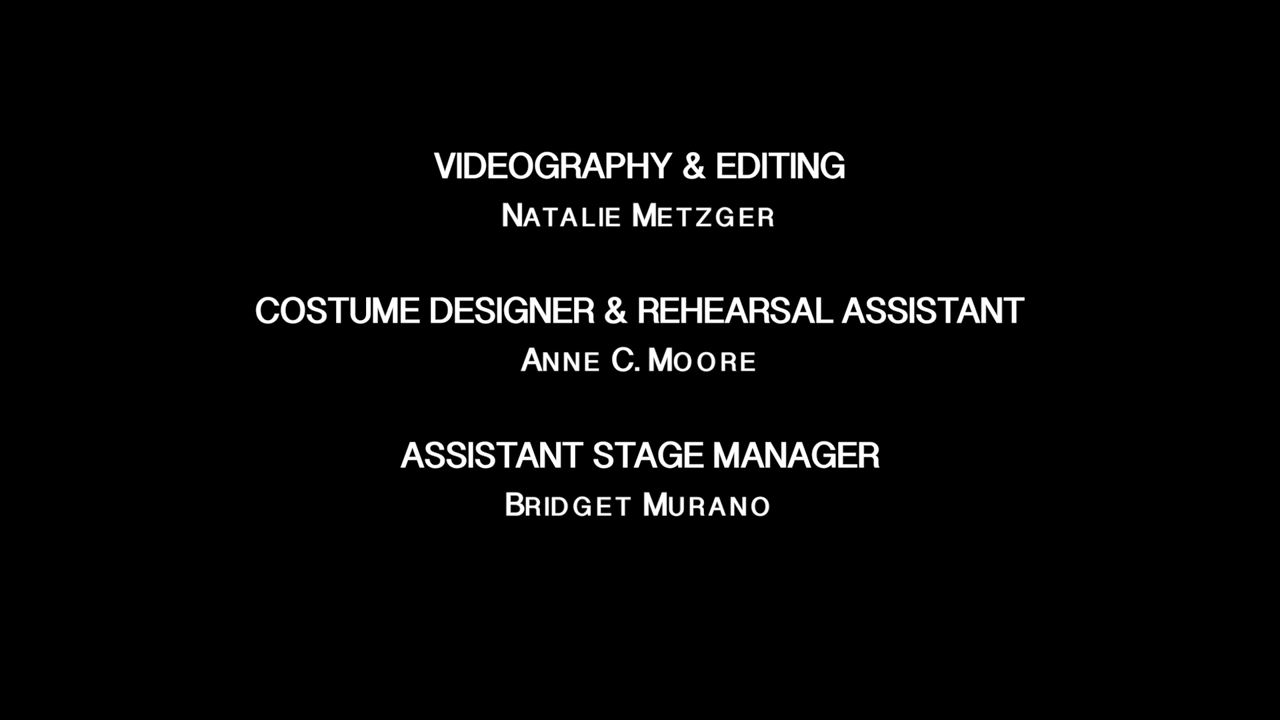 VIDEOGRAPHY & EDITING
NATALIE METZGER
COSTUME DESIGNER & REHEARSAL ASSISTANT
ANNE C. MOORE
ASSISTANT STAGE MANAGER
BRIDGET MURANO